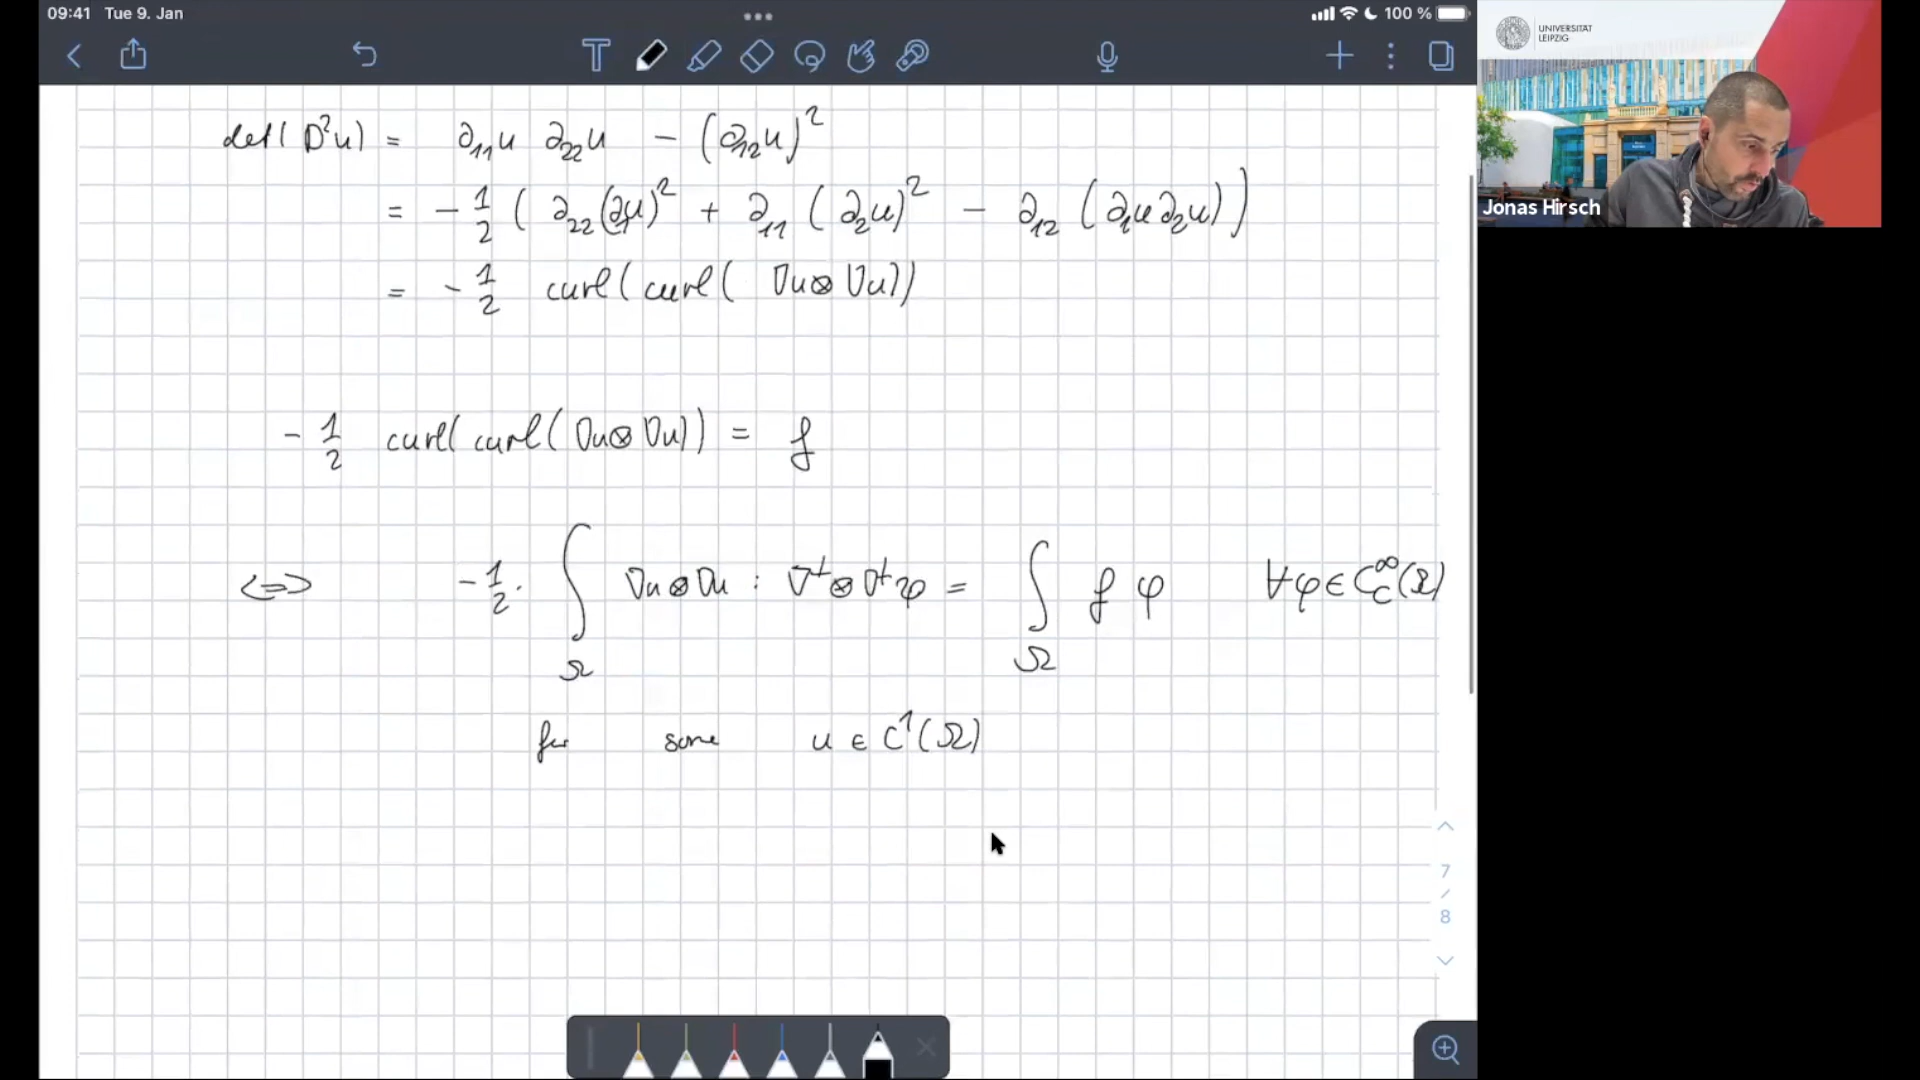 09:41 Tue 9. Jan
100 %
UNIVERSITÄT
LEIPZIG
Jonas Hirsch
det(D²u) = ∂₁₁u ∂₂₂u − (∂₁₂u)²
= −1/2 ( ∂₂₂(∂₁u)² + ∂₁₁(∂₂u)² − ∂₁₂(∂₁u∂₂u))
= −1/2 curl(curl(∇u⊗∇u))
−1/2 curl(curl(∇u⊗∇u)) = f
⇔ −1/2 · ∫_Ω ∇u⊗∇u : ∇^⊥⊗∇^⊥φ = ∫_Ω f φ ∀φ∈C_c^∞(Ω)
for some u ∈ C¹(Ω)
7
/
8